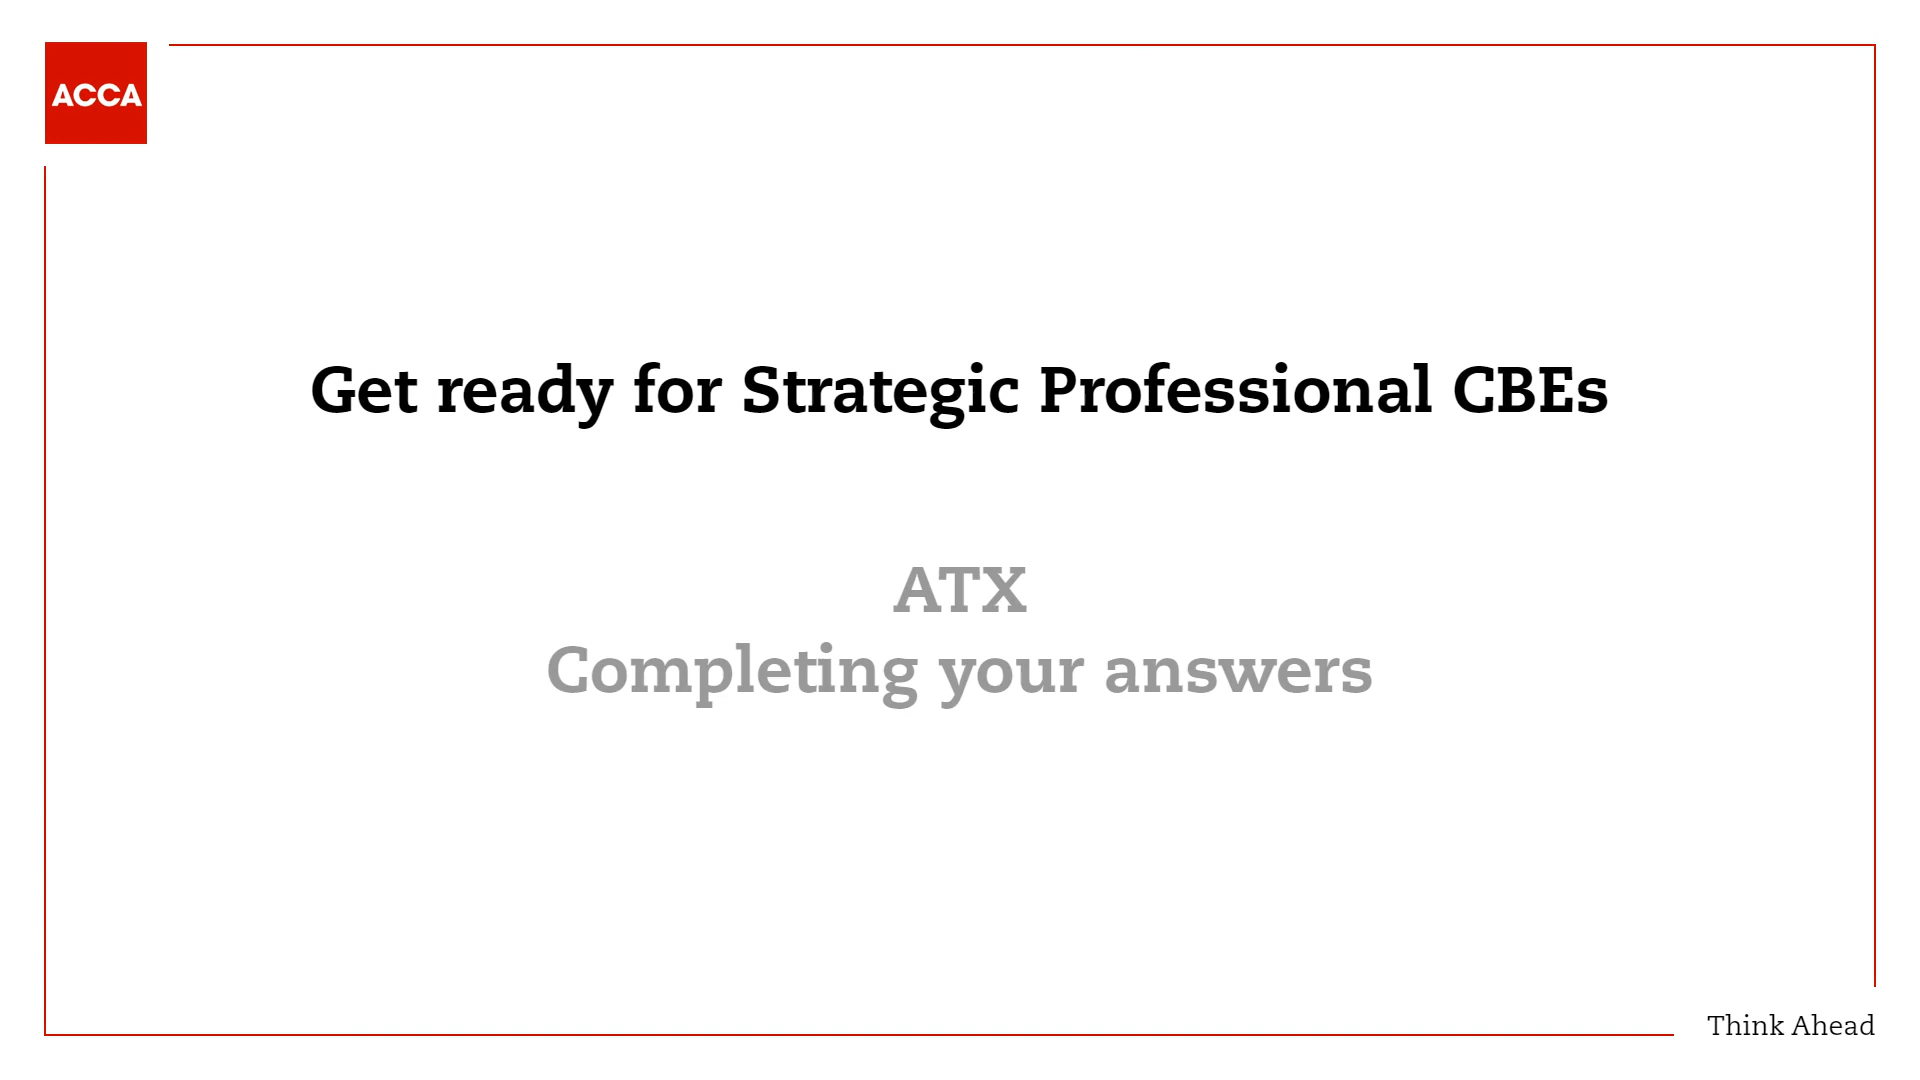 ACCA
Get ready for Strategic Professional CBEs
ATX
Completing your answers
Think Ahead